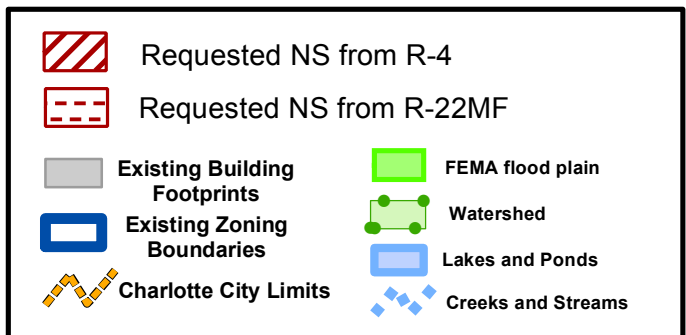 Requested NS from R-4
Requested NS from R-22MF
Existing Building
Footprints
Existing Zoning
Boundaries
Charlotte City Limits
FEMA flood plain
Watershed
Lakes and Ponds
Creeks and Streams